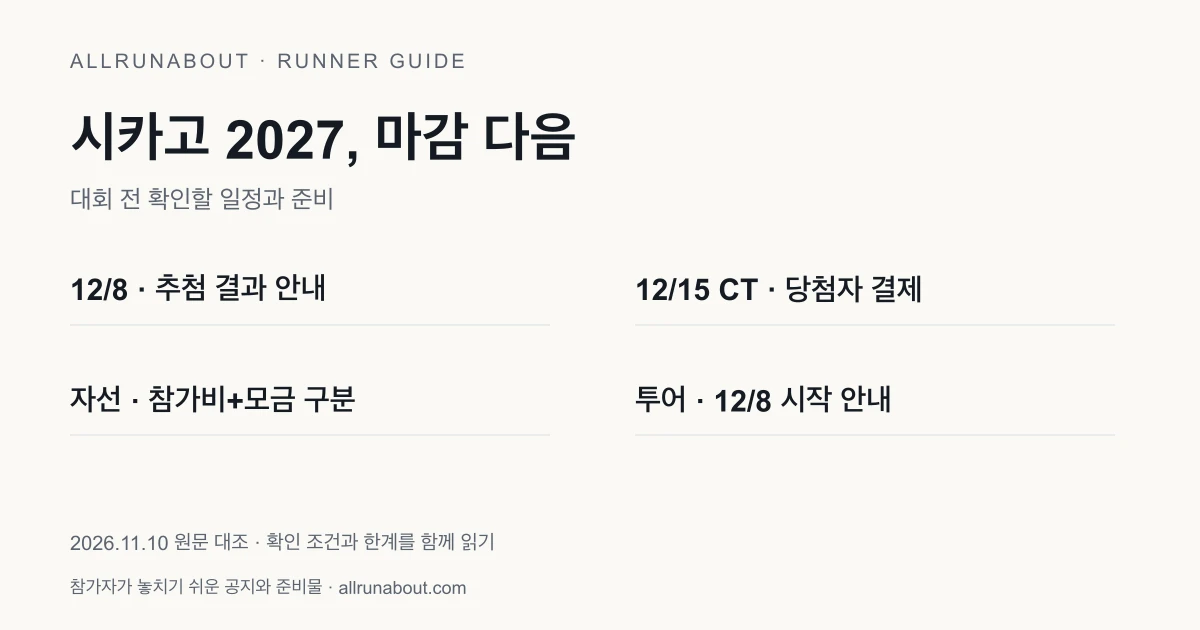 ALLRUNABOUT · RUNNER GUIDE
시카고 2027, 마감 다음
대회 전 확인할 일정과 준비
12/8 · 추첨 결과 안내
12/15 CT · 당첨자 결제
자선 · 참가비+모금 구분
투어 · 12/8 시작 안내
2026.11.10 원문 대조 · 확인 조건과 한계를 함께 읽기
참가자가 놓치기 쉬운 공지와 준비물 · allrunabout.com